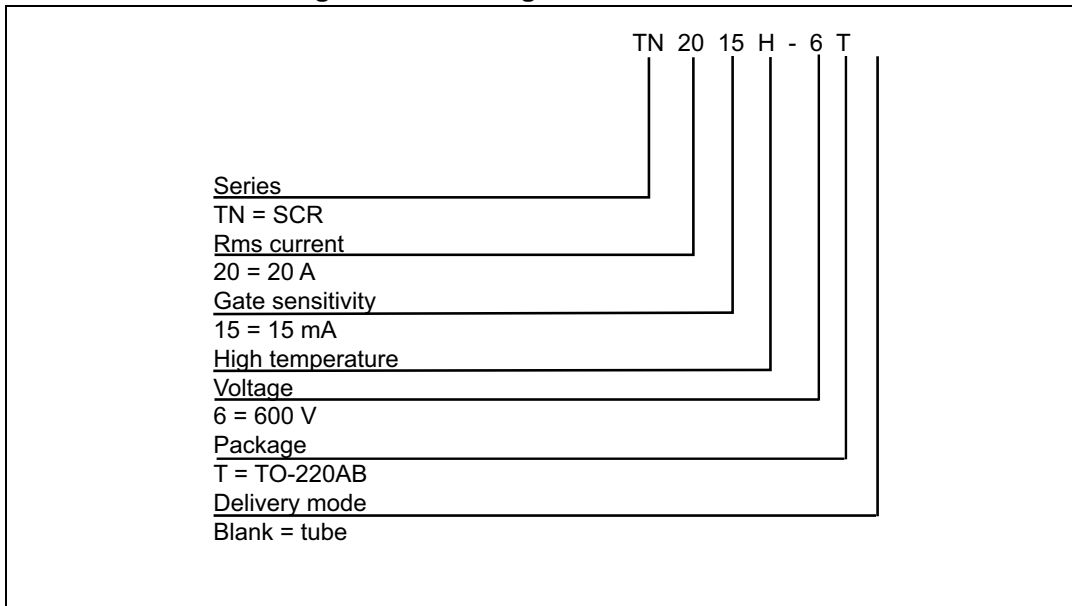 TN 20 15 H - 6 T
Series
TN = SCR
Rms current
20 = 20 A
Gate sensitivity
15 = 15 mA
High temperature
Voltage
6 = 600 V
Package
T = TO-220AB
Delivery mode
Blank = tube